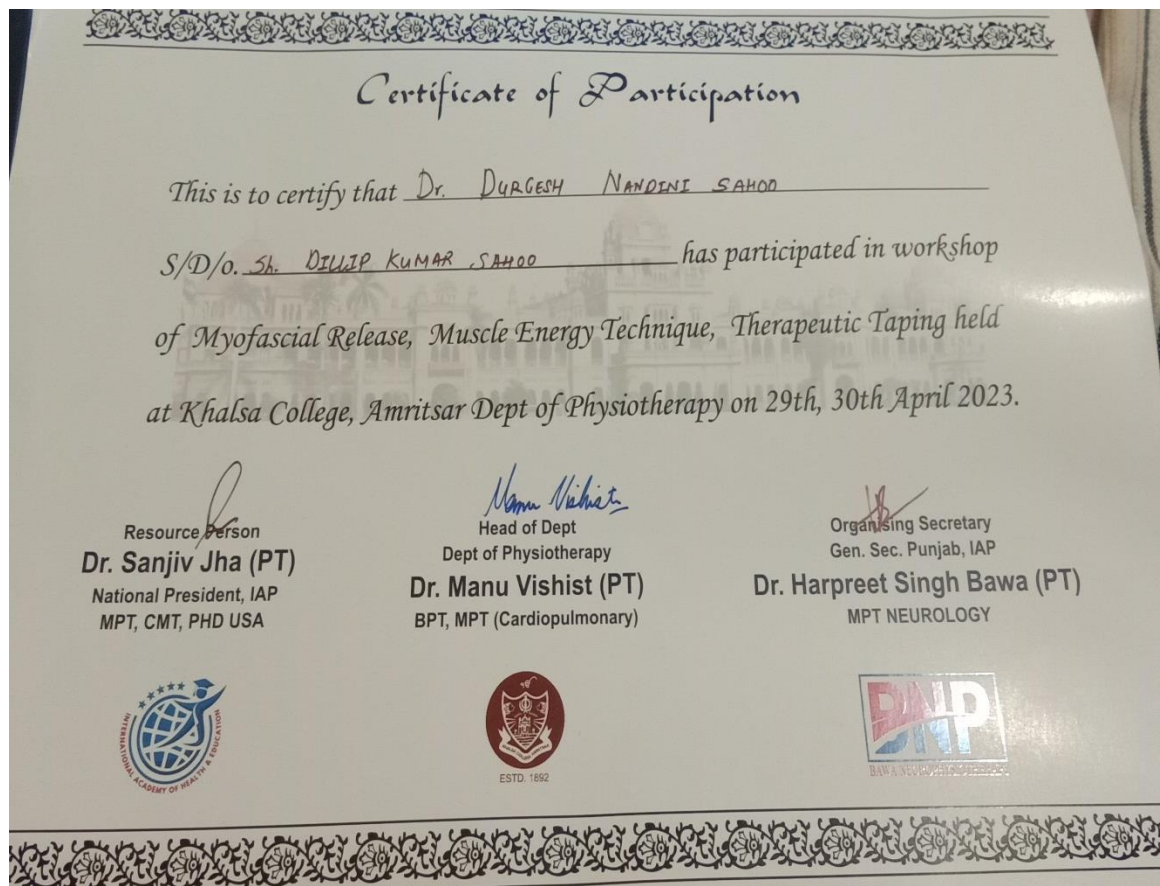 Certificate of Participation
This is to certify that Dr. DURGESH NANDINI SAHOO
S/D/o. Sh. DILLIP KUMAR SAHOO has participated in workshop
of Myofascial Release, Muscle Energy Technique, Therapeutic Taping held
at Khalsa College, Amritsar Dept of Physiotherapy on 29th, 30th April 2023.
Manu Vishist
Resource Person
Dr. Sanjiv Jha (PT)
National President, IAP
MPT, CMT, PHD USA
Head of Dept
Dept of Physiotherapy
Dr. Manu Vishist (PT)
BPT, MPT (Cardiopulmonary)
Organising Secretary
Gen. Sec. Punjab, IAP
Dr. Harpreet Singh Bawa (PT)
MPT NEUROLOGY
INTERNATIONAL ACADEMY OF HEALTH & EDUCATION
ESTD. 1892
BNP
BAWA